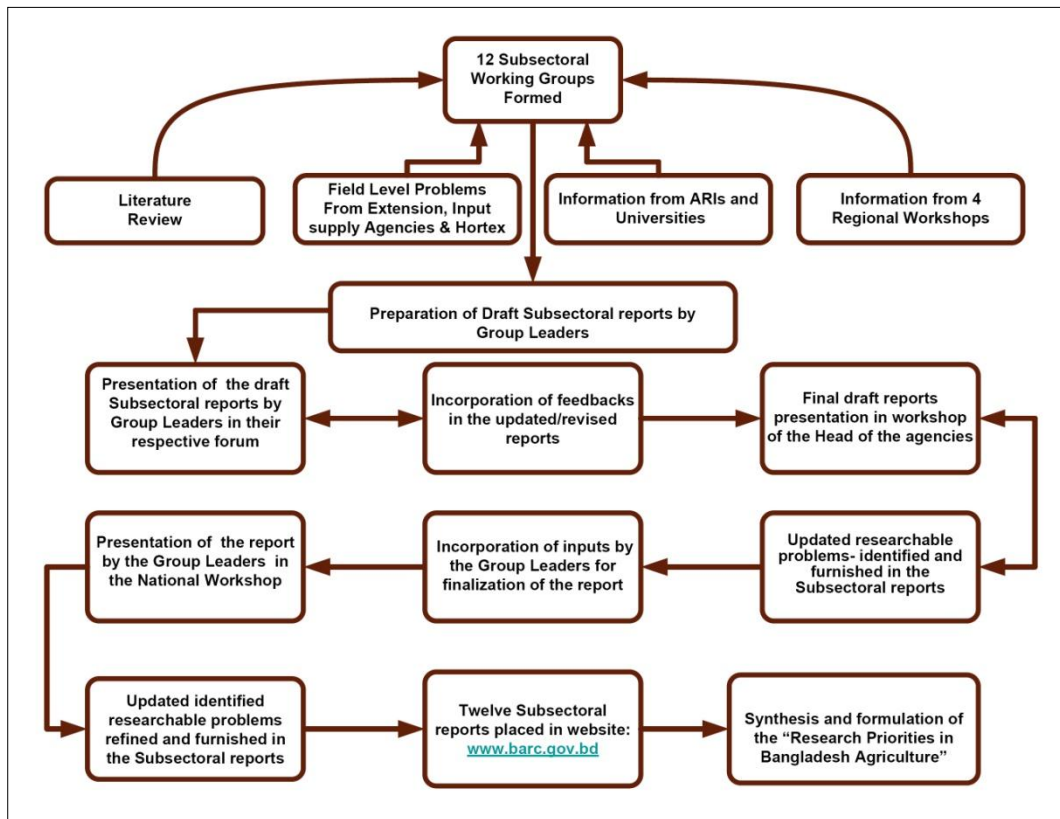 12 Subsectoral
Working Groups
Formed
Literature
Review
Field Level Problems
From Extension, Input
supply Agencies & Hortex
Information from ARIs and
Universities
Information from 4
Regional Workshops
Preparation of Draft Subsectoral reports by
Group Leaders
Presentation of the draft
Subsectoral reports by
Group Leaders in their
respective forum
Incorporation of feedbacks
in the updated/revised
reports
Final draft reports
presentation in workshop
of the Head of the agencies
Presentation of the report
by the Group Leaders in
the National Workshop
Incorporation of inputs by
the Group Leaders for
finalization of the report
Updated researchable
problems- identified and
furnished in the
Subsectoral reports
Updated identified
researchable problems
refined and furnished in
the Subsectoral reports
Twelve Subsectoral
reports placed in website:
www.barc.gov.bd
Synthesis and formulation of
the “Research Priorities in
Bangladesh Agriculture”